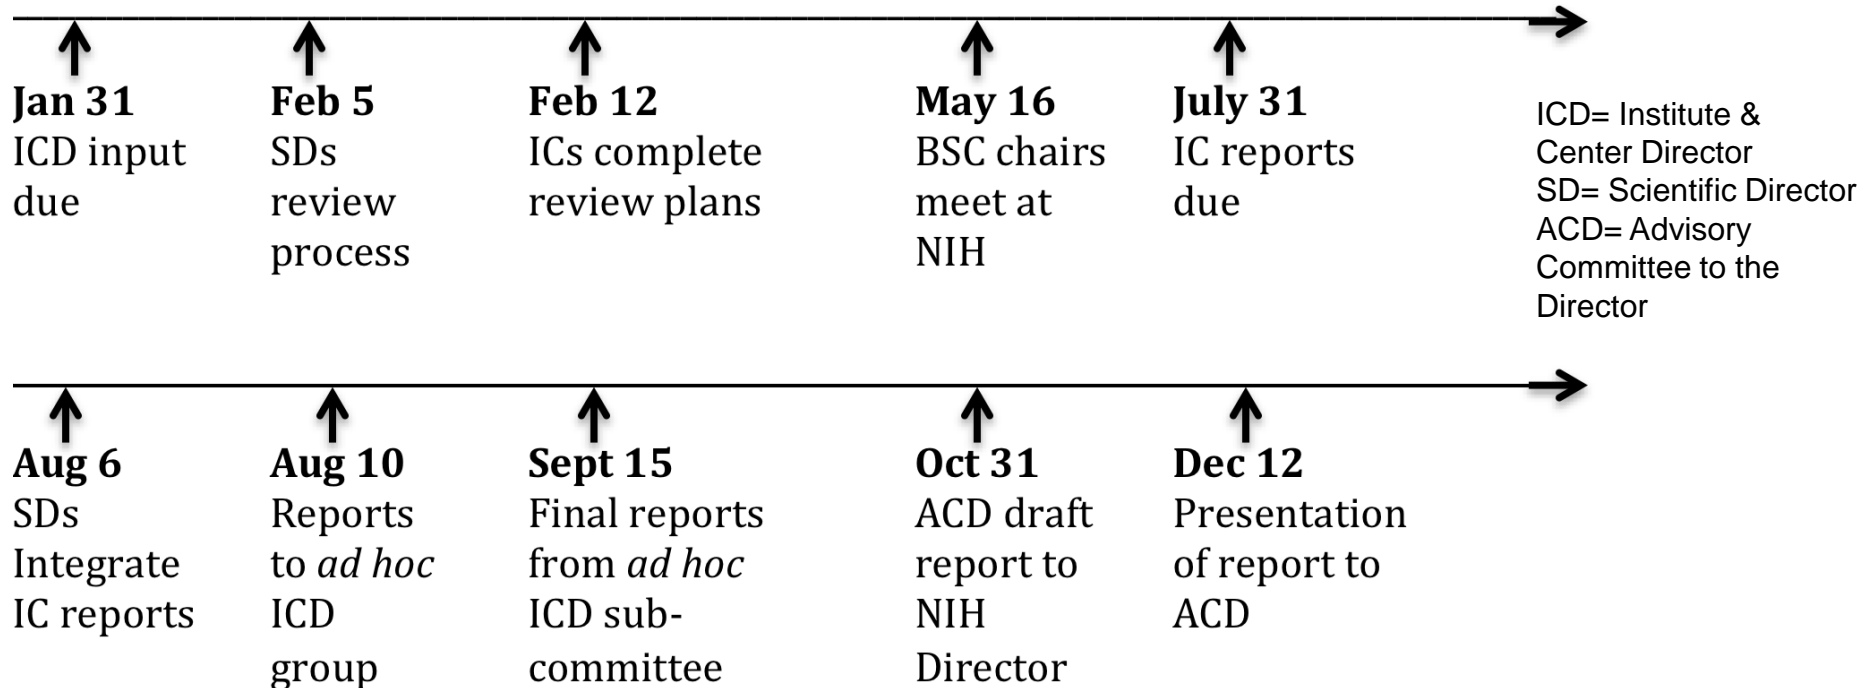 Jan 31
ICD input
due
Feb 5
SDs
review
process
Feb 12
ICs complete
review plans
May 16
BSC chairs
meet at
NIH
July 31
IC reports
due
ICD= Institute &
Center Director
SD= Scientific Director
ACD= Advisory
Committee to the
Director
Aug 6
SDs
Integrate
IC reports
Aug 10
Reports
to ad hoc
ICD
group
Sept 15
Final reports
from ad hoc
ICD sub-
committee
Oct 31
ACD draft
report to
NIH
Director
Dec 12
Presentation
of report to
ACD